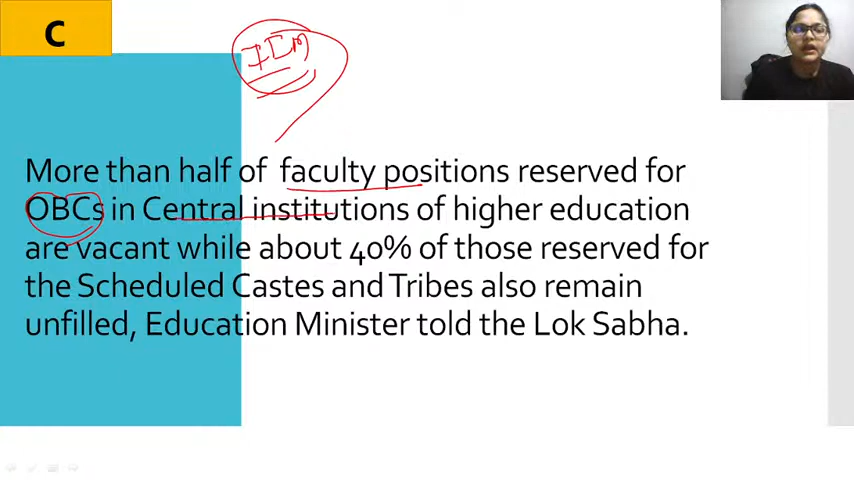 C
IIM
More than half of faculty positions reserved for
OBCs in Central institutions of higher education
are vacant while about 40% of those reserved for
the Scheduled Castes and Tribes also remain
unfilled, Education Minister told the Lok Sabha.